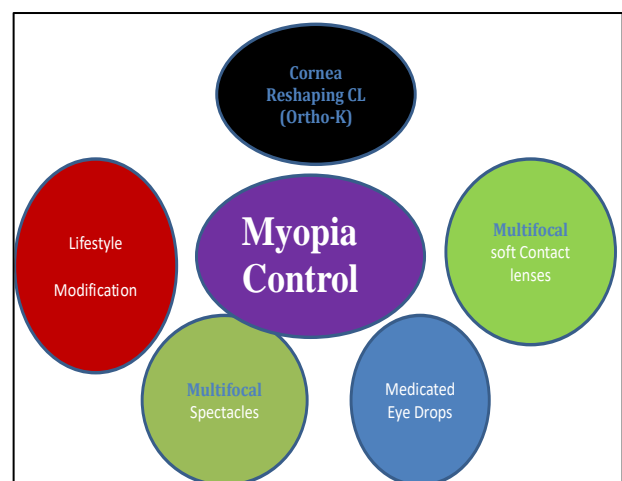 Cornea
Reshaping CL
(Ortho-K)
Lifestyle
Modification
Myopia
Control
Multifocal
soft Contact
lenses
Multifocal
Spectacles
Medicated
Eye Drops